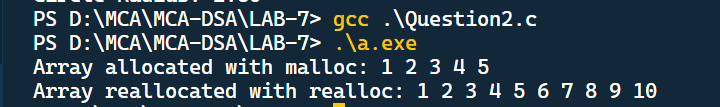 PS D:\MCA\MCA-DSA\LAB-7> gcc .\Question2.c
PS D:\MCA\MCA-DSA\LAB-7> .\a.exe
Array allocated with malloc: 1 2 3 4 5
Array reallocated with realloc: 1 2 3 4 5 6 7 8 9 10